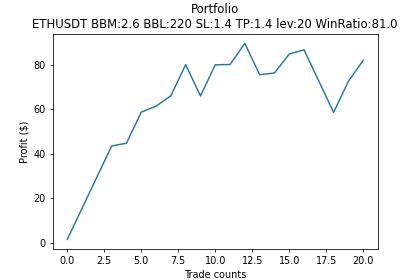 Portfolio
ETHUSDT BBM:2.6 BBL:220 SL:1.4 TP:1.4 lev:20 WinRatio:81.0
80
60
40
20
0
Profit ($)
0.0 2.5 5.0 7.5 10.0 12.5 15.0 17.5 20.0
Trade counts